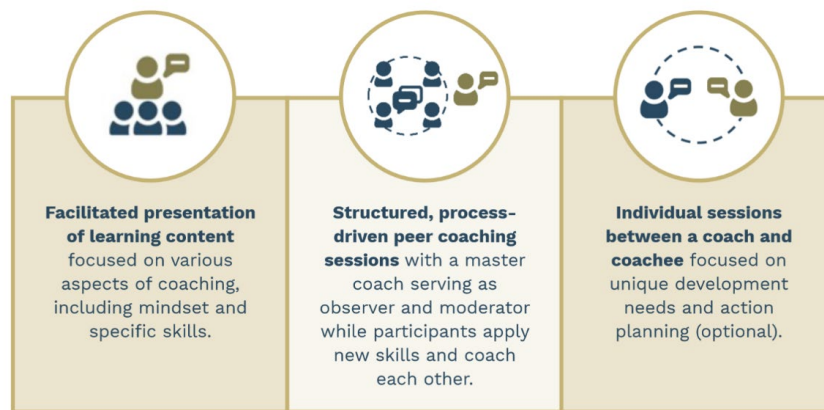 Facilitated presentation
of learning content
focused on various
aspects of coaching,
including mindset and
specific skills.
Structured, process-
driven peer coaching
sessions with a master
coach serving as
observer and moderator
while participants apply
new skills and coach
each other.
Individual sessions
between a coach and
coachee focused on
unique development
needs and action
planning (optional).